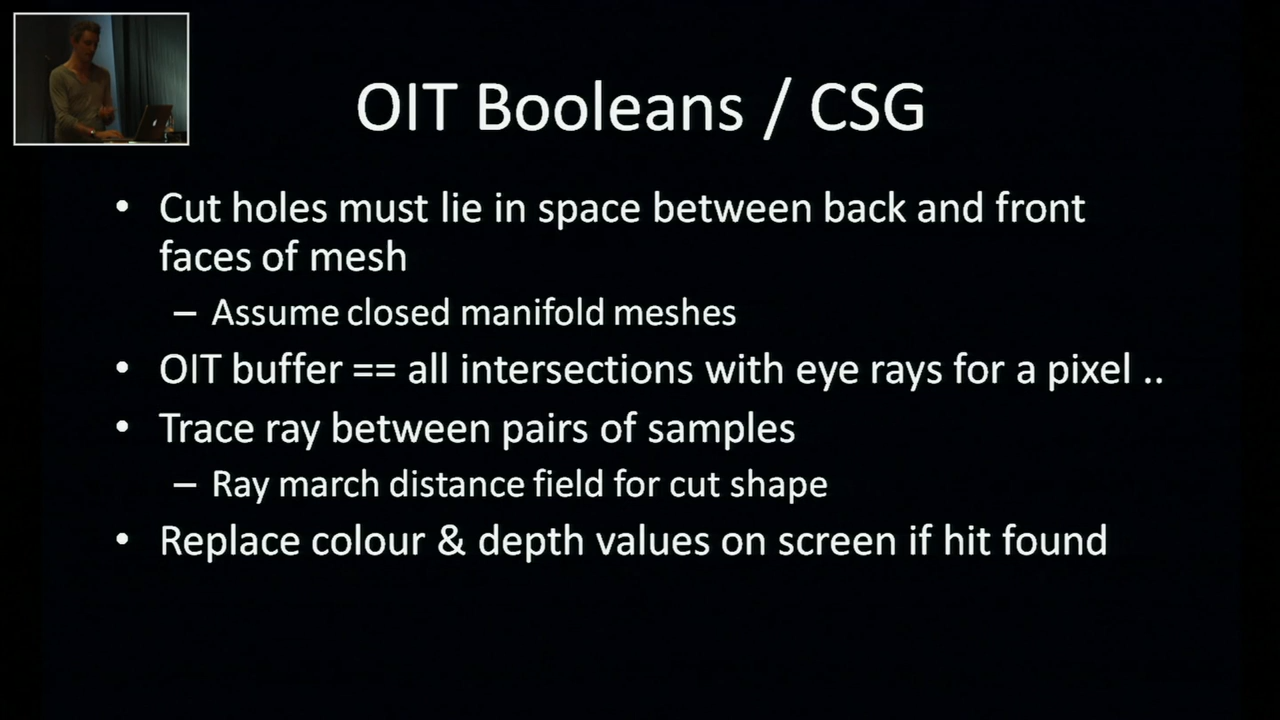 OIT Booleans / CSG
• Cut holes must lie in space between back and front
faces of mesh
– Assume closed manifold meshes
• OIT buffer == all intersections with eye rays for a pixel ..
• Trace ray between pairs of samples
– Ray march distance field for cut shape
• Replace colour & depth values on screen if hit found